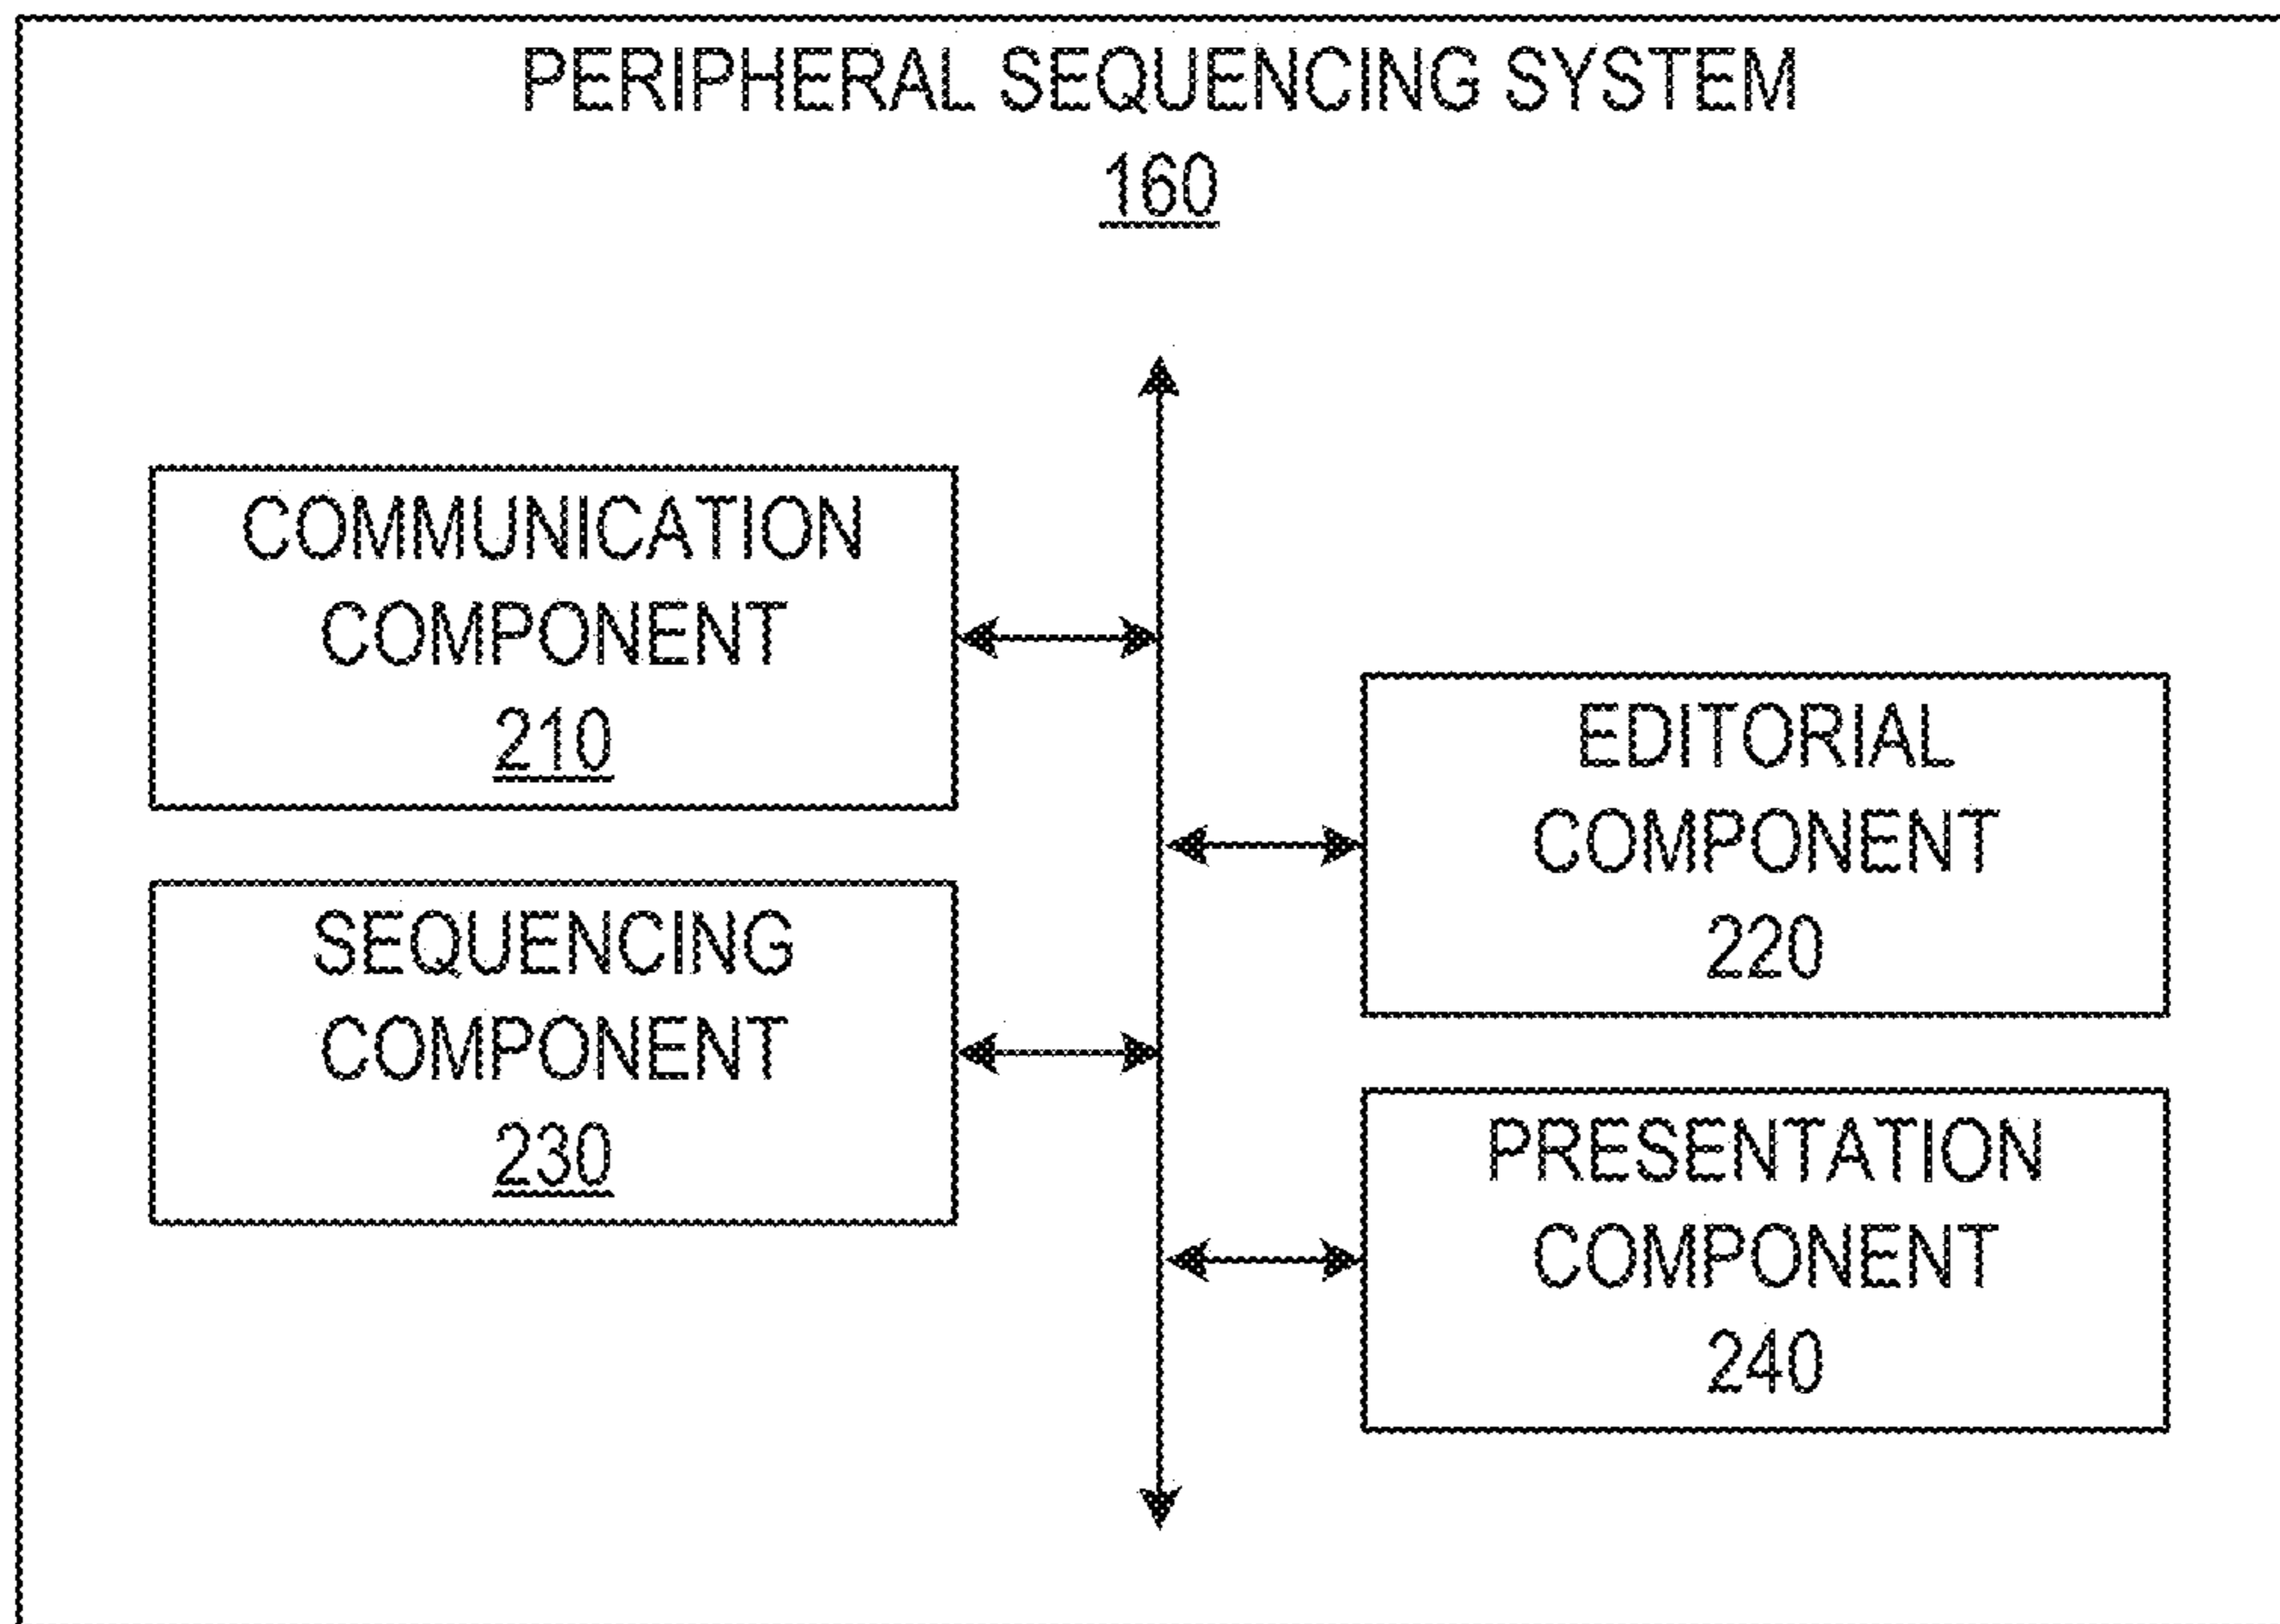 PERIPHERAL SEQUENCING SYSTEM
160
COMMUNICATION
COMPONENT
210
EDITORIAL
COMPONENT
220
SEQUENCING
COMPONENT
230
PRESENTATION
COMPONENT
240